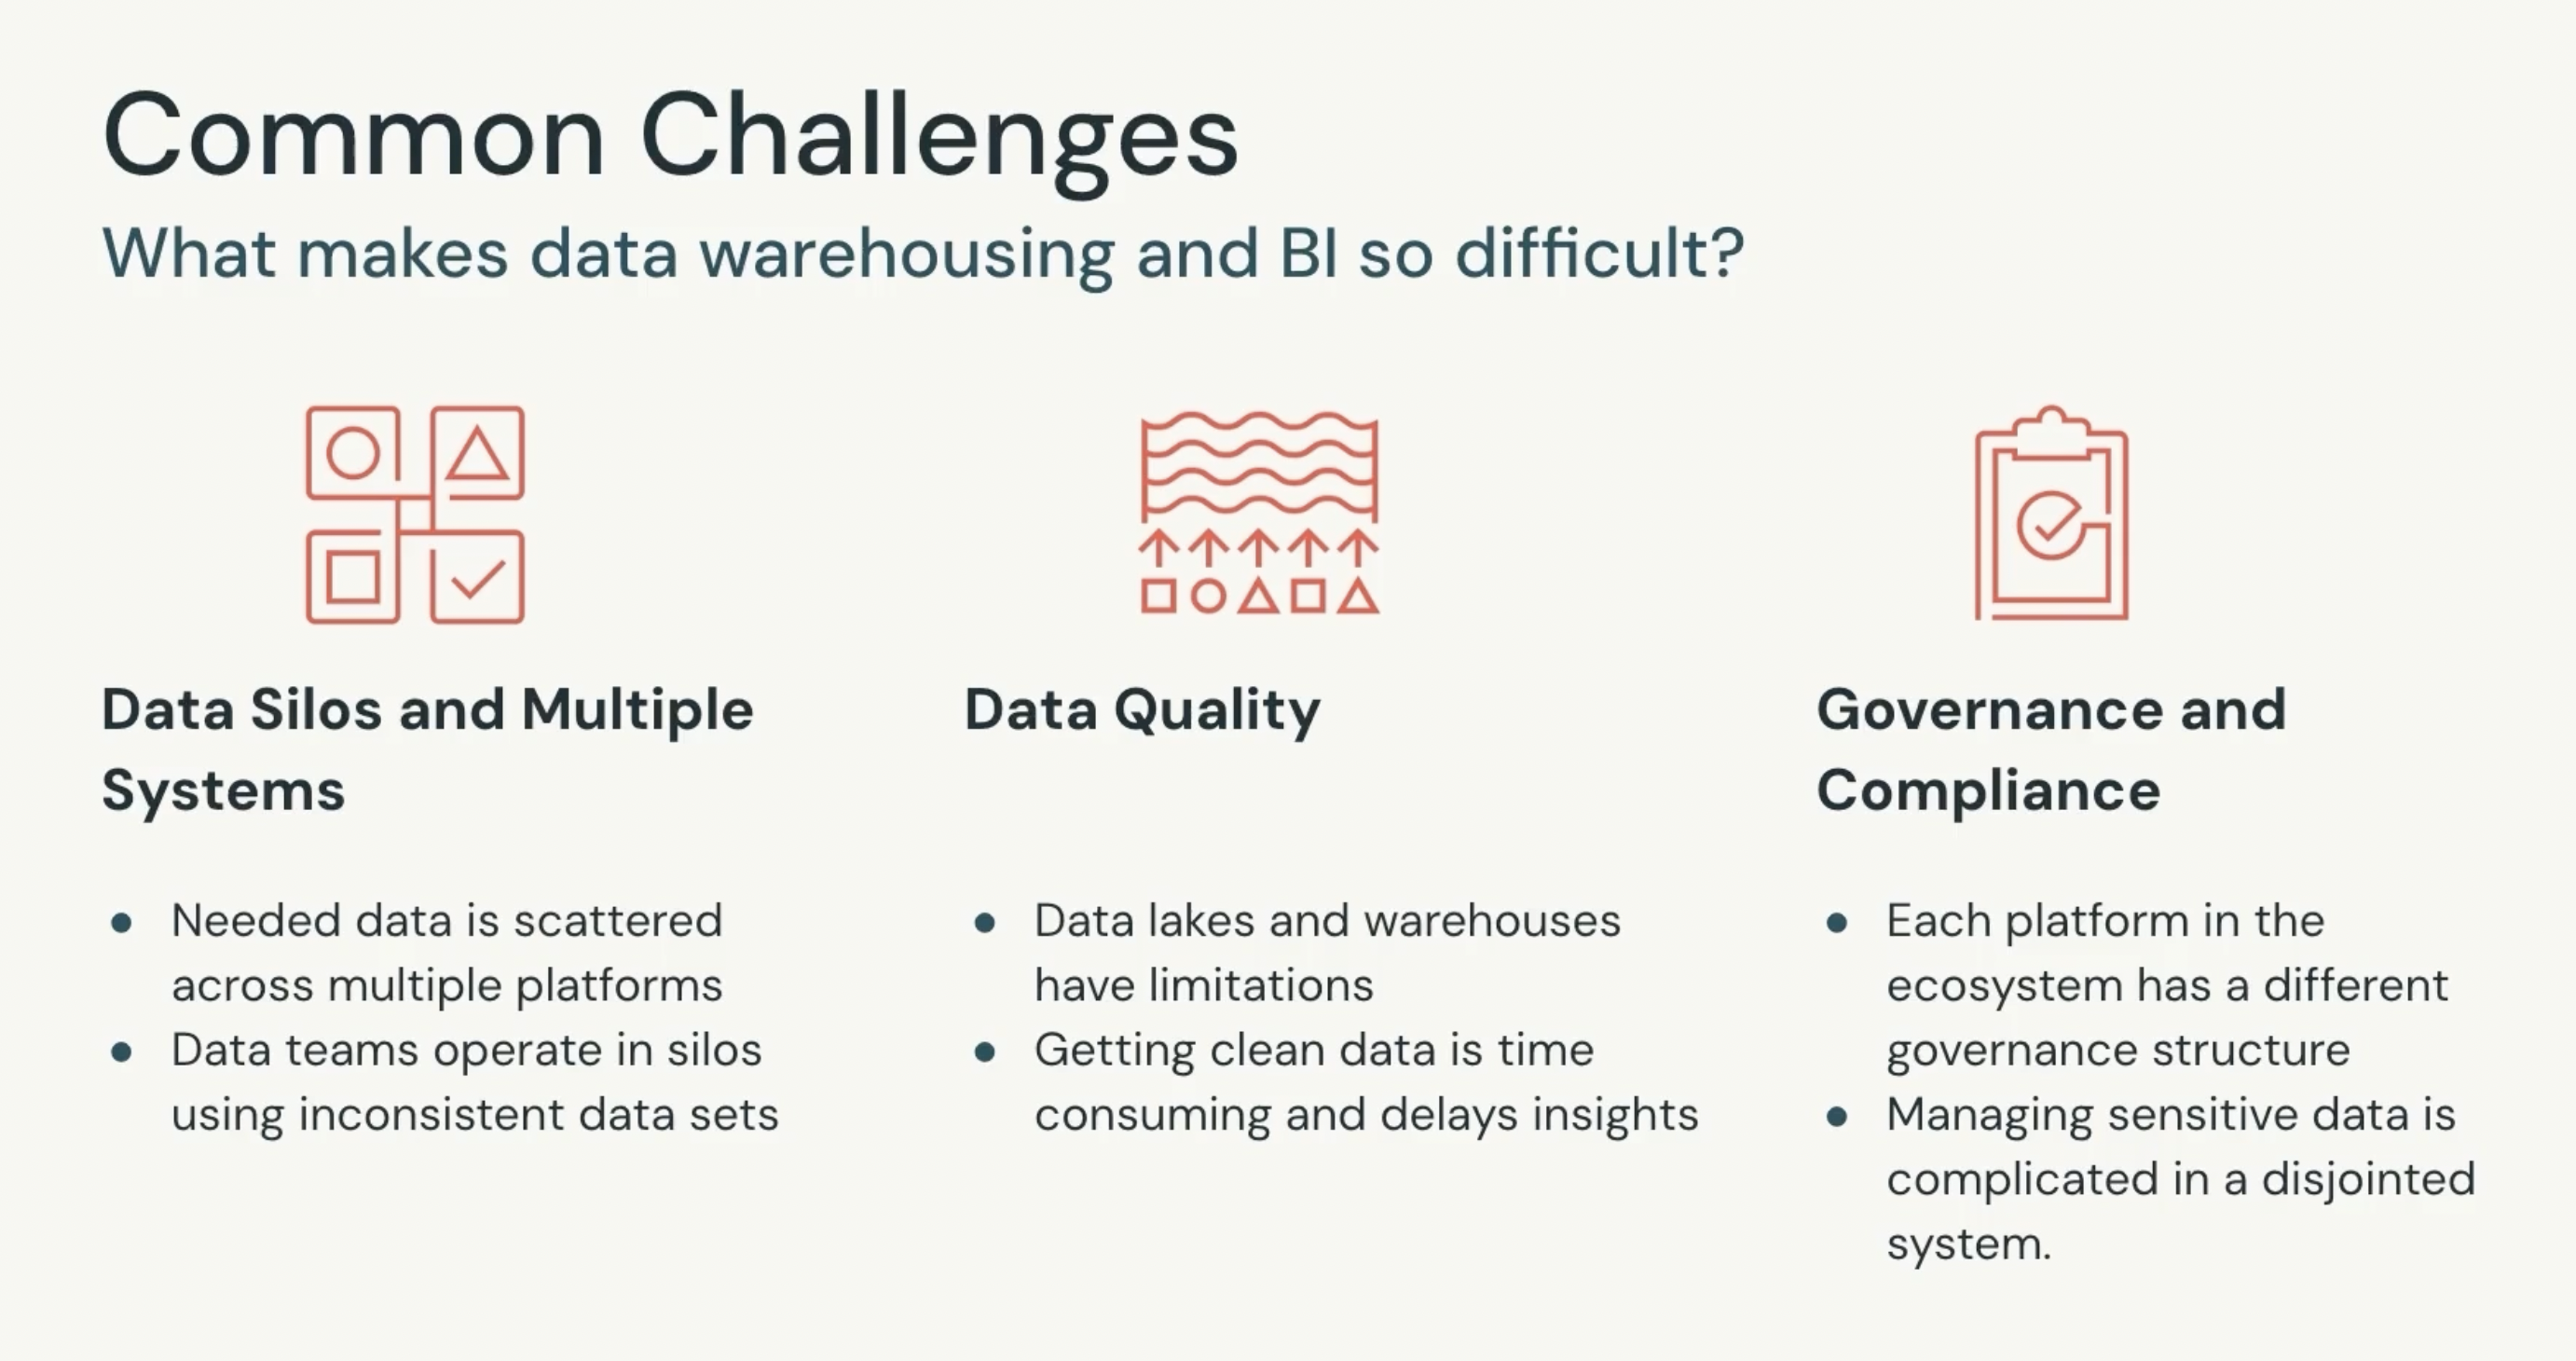 Common Challenges
What makes data warehousing and BI so difficult?
Data Silos and Multiple
Systems
● Needed data is scattered
across multiple platforms
● Data teams operate in silos
using inconsistent data sets
Data Quality
● Data lakes and warehouses
have limitations
● Getting clean data is time
consuming and delays insights
Governance and
Compliance
● Each platform in the
ecosystem has a different
governance structure
● Managing sensitive data is
complicated in a disjointed
system.